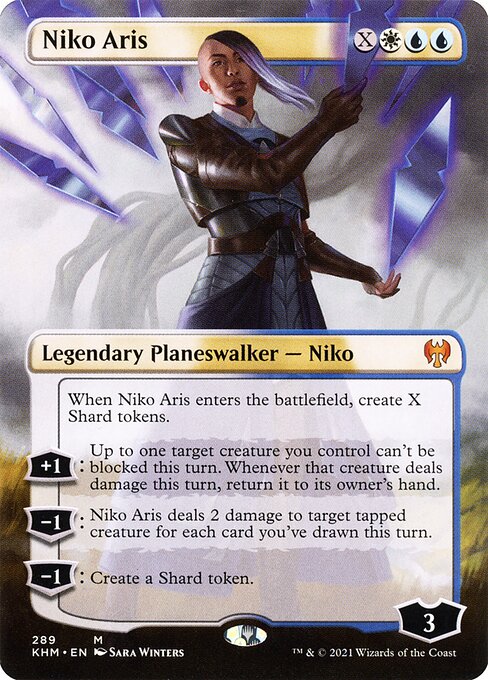 Niko Aris X
Legendary Planeswalker — Niko
When Niko Aris enters the battlefield, create X
Shard tokens.
+1: Up to one target creature you control can't be
blocked this turn. Whenever that creature deals
damage this turn, return it to its owner's hand.
-1: Niko Aris deals 2 damage to target tapped
creature for each card you've drawn this turn.
-1: Create a Shard token.
3
289 M
KHM • EN Sara Winters
™ & © 2021 Wizards of the Coast